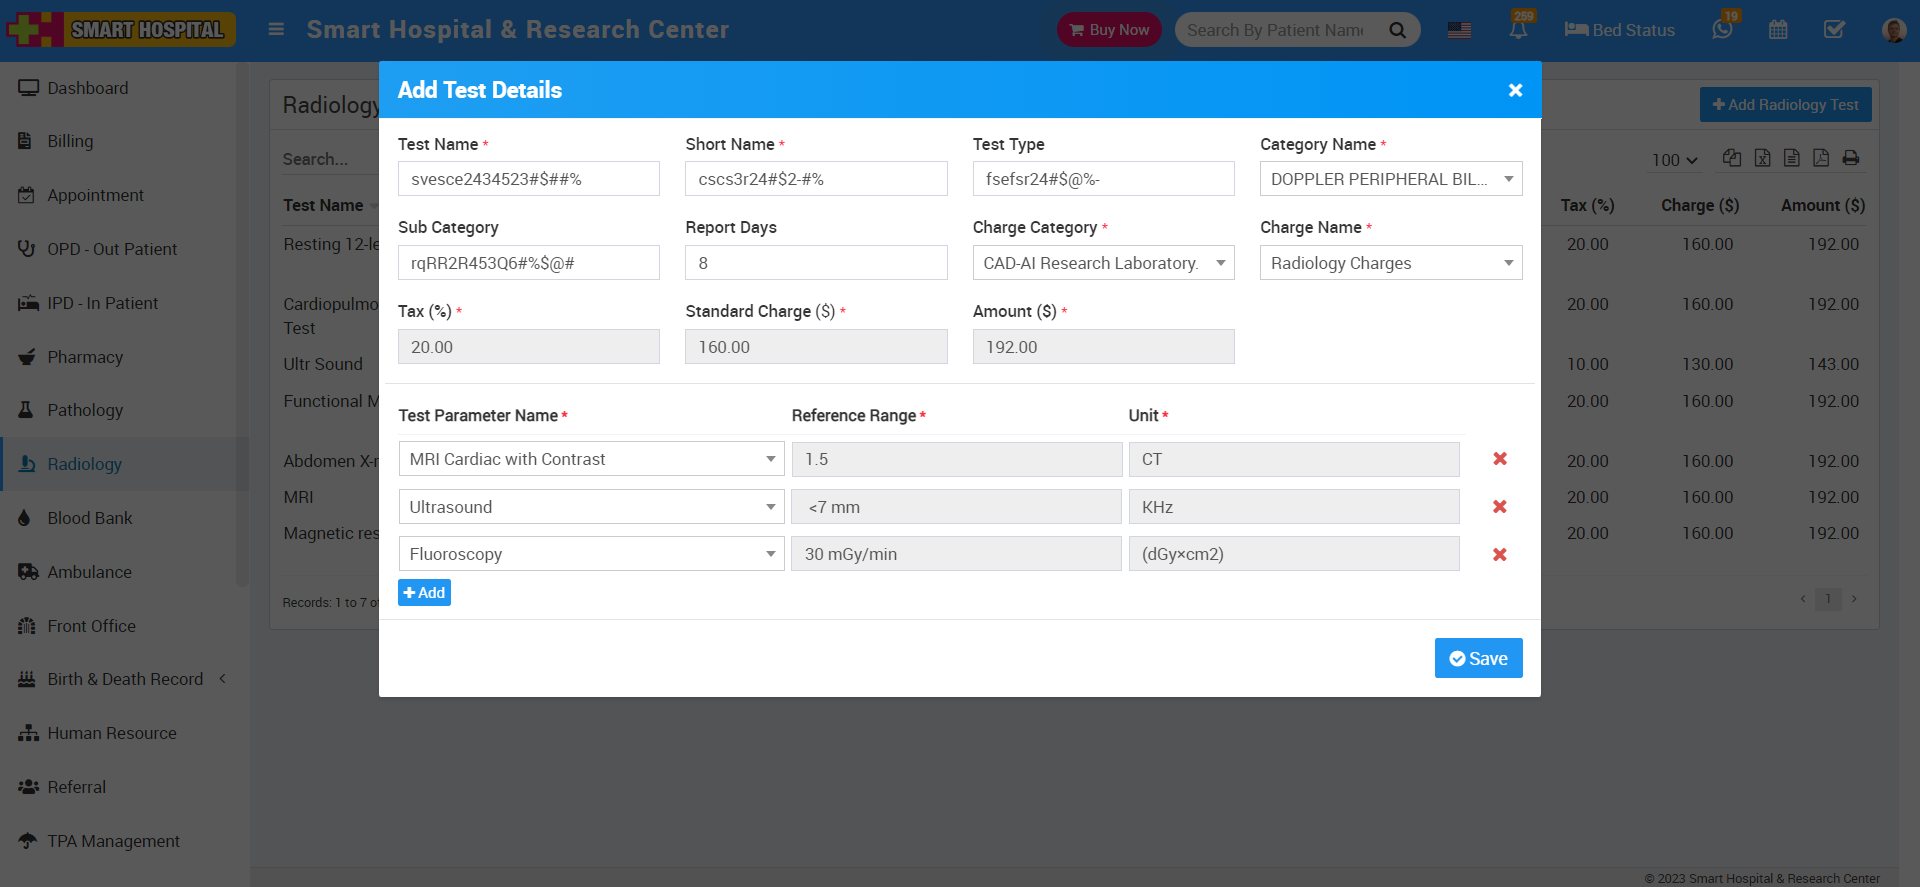 SMART HOSPITAL
Smart Hospital & Research Center
Buy Now
Search By Patient Name
259
Bed Status
19
Dashboard
Billing
Appointment
OPD - Out Patient
IPD - In Patient
Pharmacy
Pathology
Radiology
Blood Bank
Ambulance
Front Office
Birth & Death Record
Human Resource
Referral
TPA Management
Radiology
Add Radiology Test
Search...
100
Test Name
Tax (%) Charge ($) Amount ($)
Resting 12-le
20.00 160.00 192.00
Cardiopulmo
Test
20.00 160.00 192.00
Ultr Sound
10.00 130.00 143.00
Functional M
20.00 160.00 192.00
Abdomen X-r
20.00 160.00 192.00
MRI
20.00 160.00 192.00
Magnetic res
20.00 160.00 192.00
Records: 1 to 7 of
1
Add Test Details
Test Name * Short Name * Test Type Category Name *
svesce2434523#$##% cscs3r24#$2-#% fsefsr24#$@%- DOPPLER PERIPHERAL BIL...
Sub Category Report Days Charge Category * Charge Name *
rqRR2R453Q6#%$@# 8 CAD-AI Research Laboratory. Radiology Charges
Tax (%) * Standard Charge ($) * Amount ($) *
20.00 160.00 192.00
Test Parameter Name * Reference Range * Unit *
MRI Cardiac with Contrast 1.5 CT
Ultrasound <7 mm KHz
Fluoroscopy 30 mGy/min (dGy×cm2)
Add
Save
© 2023 Smart Hospital & Research Center